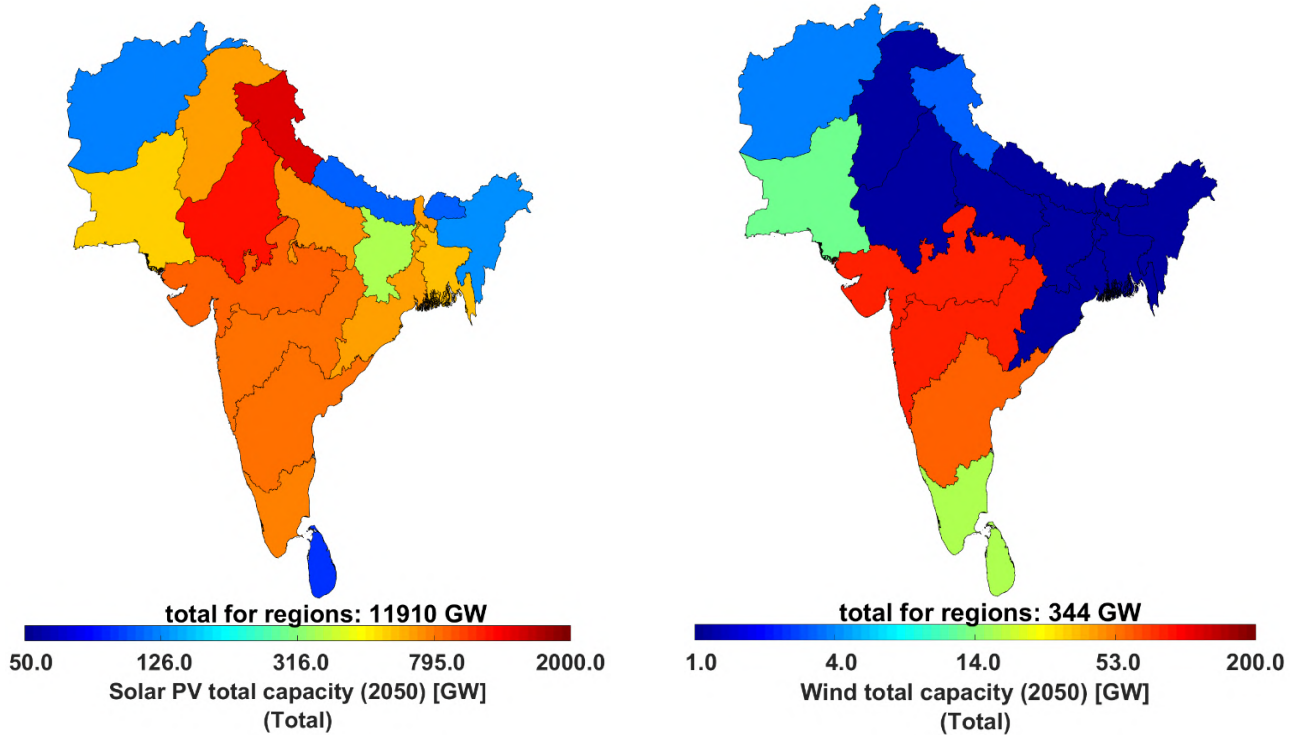 total for regions: 11910 GW
50.0 126.0 316.0 795.0 2000.0
Solar PV total capacity (2050) [GW]
(Total)
total for regions: 344 GW
1.0 4.0 14.0 53.0 200.0
Wind total capacity (2050) [GW]
(Total)